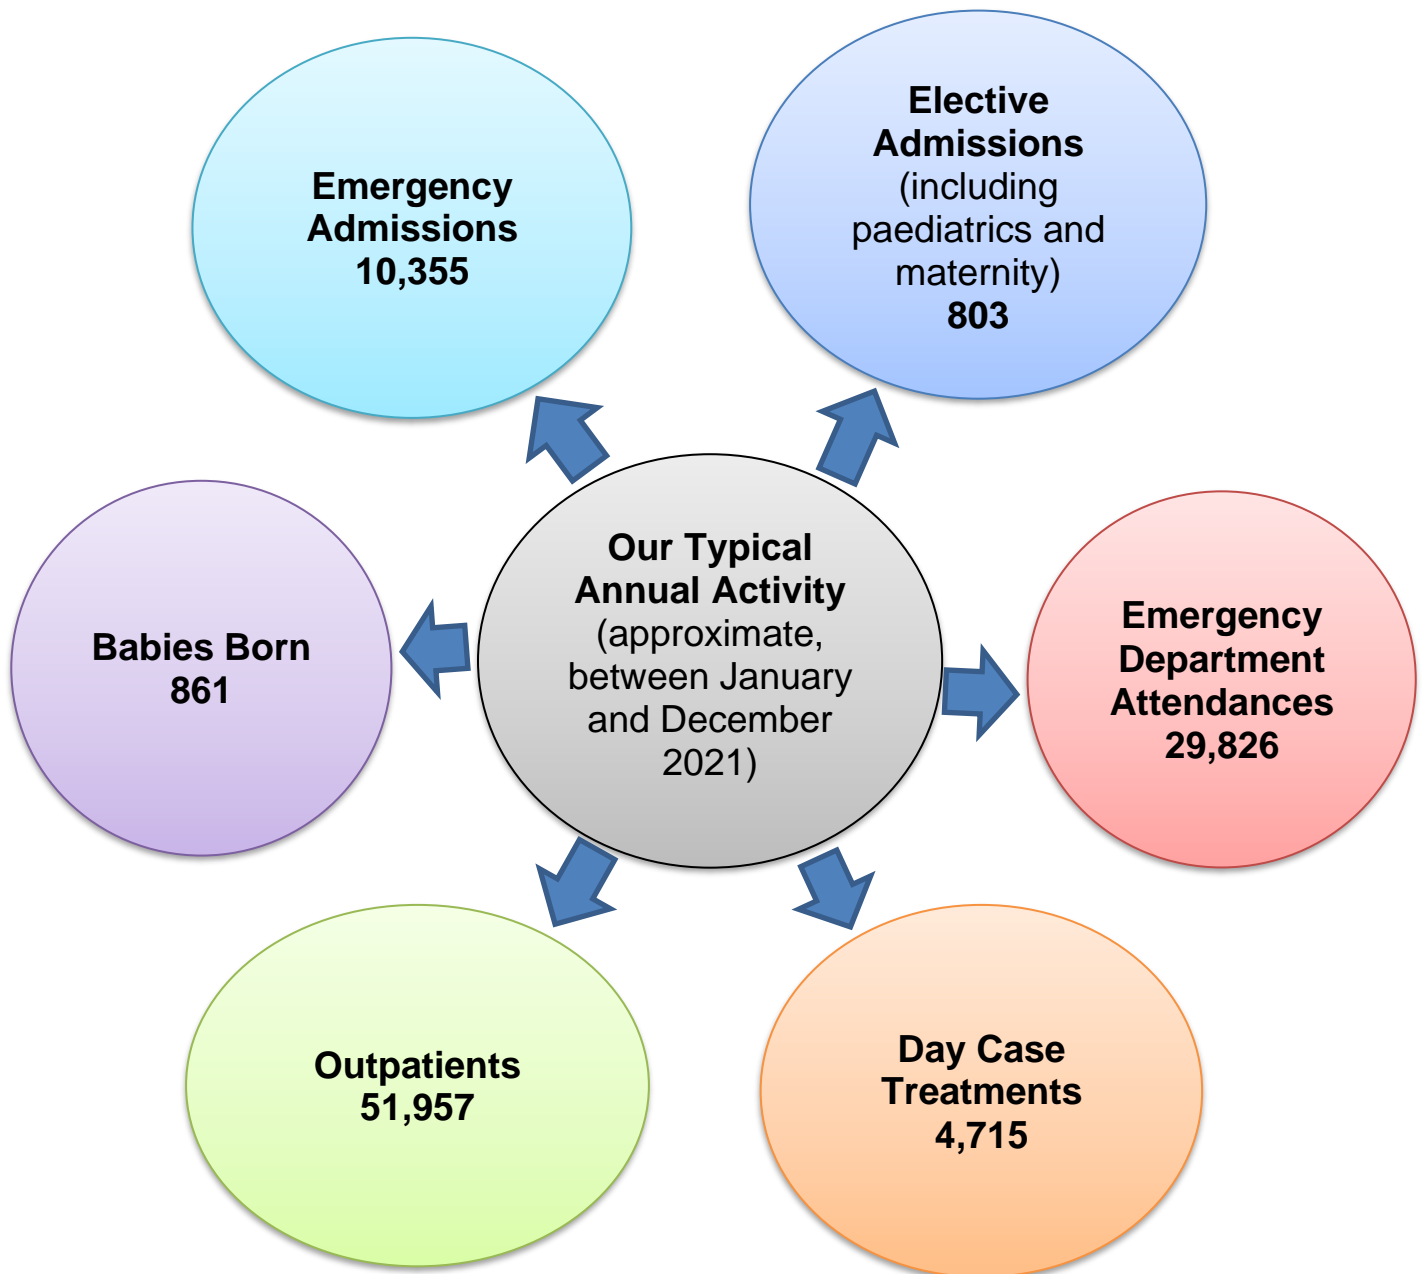 Emergency
Admissions
10,355
Elective
Admissions
(including
paediatrics and
maternity)
803
Our Typical
Annual Activity
(approximate,
between January
and December
2021)
Babies Born
861
Emergency
Department
Attendances
29,826
Outpatients
51,957
Day Case
Treatments
4,715